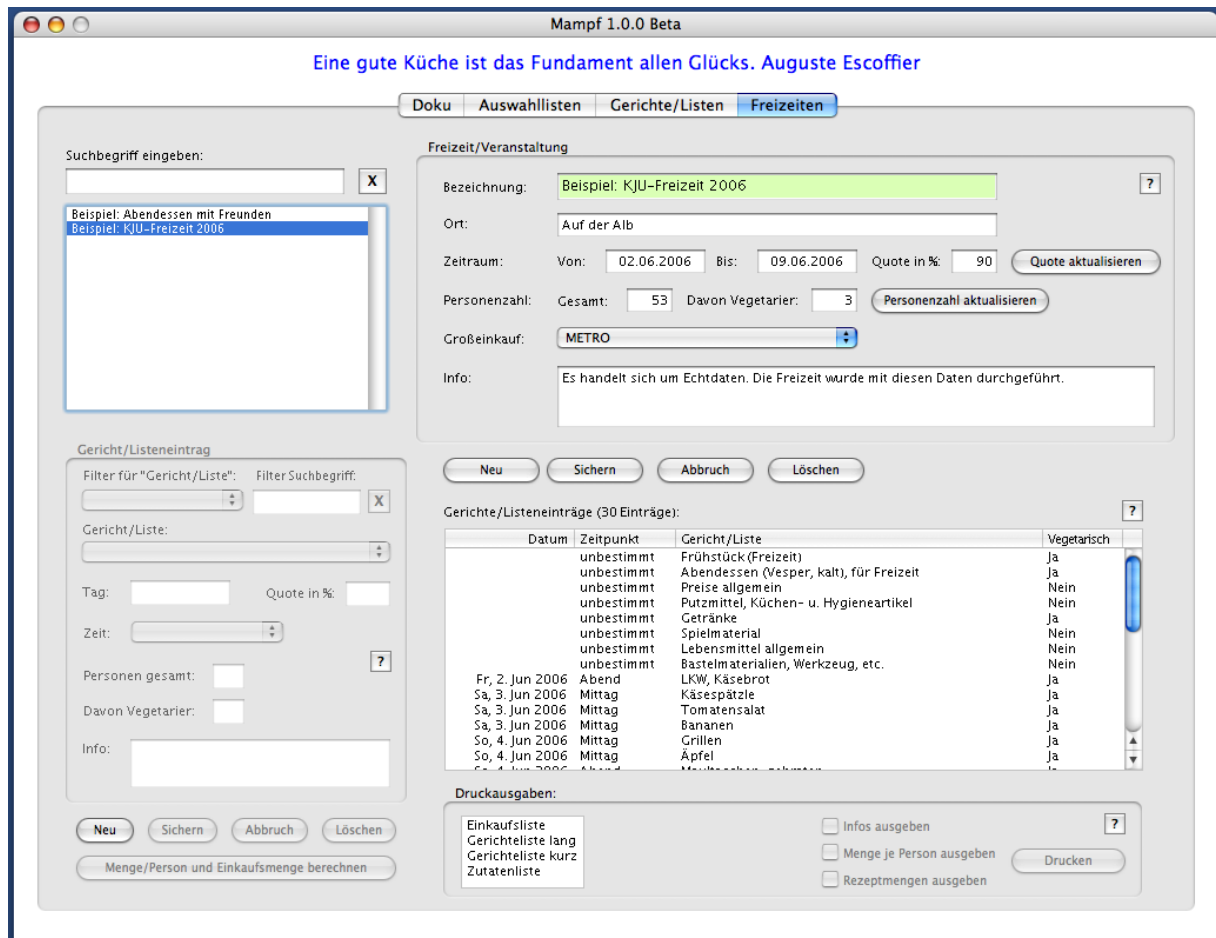 Mampf 1.0.0 Beta
Eine gute Küche ist das Fundament allen Glücks. Auguste Escoffier
Doku Auswahllisten Gerichte/Listen Freizeiten
Suchbegriff eingeben:
X
Beispiel: Abendessen mit Freunden
Beispiel: KJU-Freizeit 2006
Freizeit/Veranstaltung
Bezeichnung: Beispiel: KJU-Freizeit 2006 ?
Ort: Auf der Alb
Zeitraum: Von: 02.06.2006 Bis: 09.06.2006 Quote in %: 90 Quote aktualisieren
Personenzahl: Gesamt: 53 Davon Vegetarier: 3 Personenzahl aktualisieren
Großeinkauf: METRO
Info: Es handelt sich um Echtdaten. Die Freizeit wurde mit diesen Daten durchgeführt.
Neu Sichern Abbruch Löschen
Gericht/Listeneintrag
Filter für "Gericht/Liste": Filter Suchbegriff:
X
Gericht/Liste:
Tag: Quote in %:
Zeit:
?
Personen gesamt:
Davon Vegetarier:
Info:
Neu Sichern Abbruch Löschen
Menge/Person und Einkaufsmenge berechnen
Gerichte/Listeneinträge (30 Einträge): ?
Datum Zeitpunkt Gericht/Liste Vegetarisch
unbestimmt Frühstück (Freizeit) Ja
unbestimmt Abendessen (Vesper, kalt), für Freizeit Ja
unbestimmt Preise allgemein Nein
unbestimmt Putzmittel, Küchen- u. Hygieneartikel Nein
unbestimmt Getränke Ja
unbestimmt Spielmaterial Nein
unbestimmt Lebensmittel allgemein Nein
unbestimmt Bastelmaterialien, Werkzeug, etc. Nein
Fr, 2. Jun 2006 Abend LKW, Käsebrot Ja
Sa, 3. Jun 2006 Mittag Käsespätzle Ja
Sa, 3. Jun 2006 Mittag Tomatensalat Ja
Sa, 3. Jun 2006 Mittag Bananen Ja
So, 4. Jun 2006 Mittag Grillen Ja
So, 4. Jun 2006 Mittag Äpfel Ja
Druckausgaben:
Einkaufsliste
Gerichteliste lang
Gerichteliste kurz
Zutatenliste
Infos ausgeben ?
Menge je Person ausgeben
Rezeptmengen ausgeben
Drucken